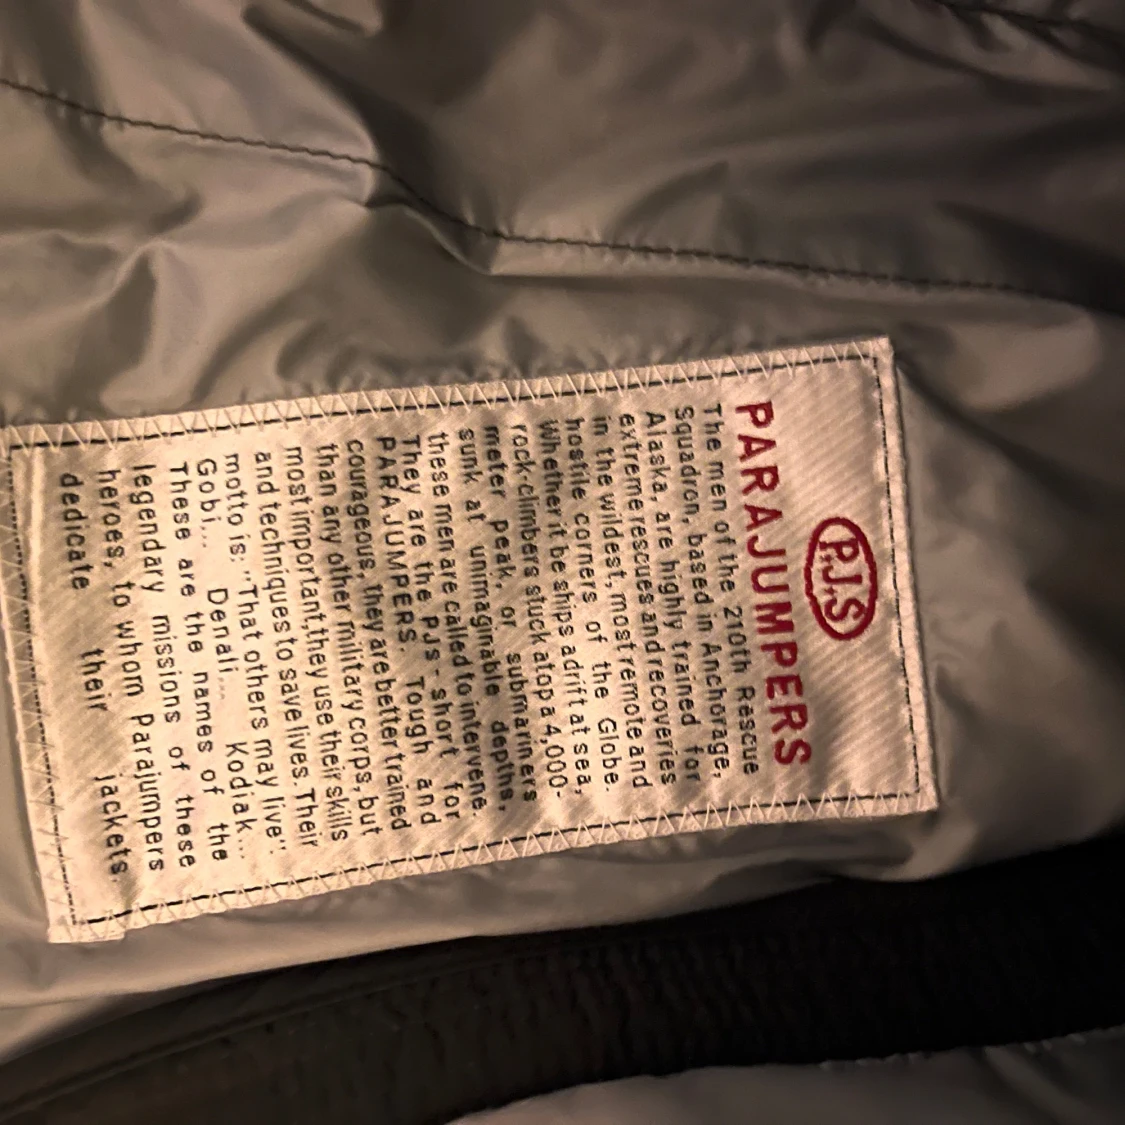 P.J.S
PARAJUMPERS
The men of the 210th Rescue
Squadron, based in Anchorage,
Alaska, are highly trained for
extreme rescues and recoveries
in the wildest, most remote and
hostile corners of the Globe.
Whether it be ships adrift at sea,
rock-climbers stuck atop a 4,000-
meter peak, or submariners
sunk at unimaginable depths,
these men are called to intervene.
They are the PJs - short for
PARAJUMPERS. Tough and
courageous, they are better trained
than any other military corps, but
most important,they use their skills
and techniques to save lives. Their
motto is: "That others may live".
Gobi... Denali... Kodiak...
These are the names of the
legendary missions of these
heroes, to whom Parajumpers
dedicate their jackets.